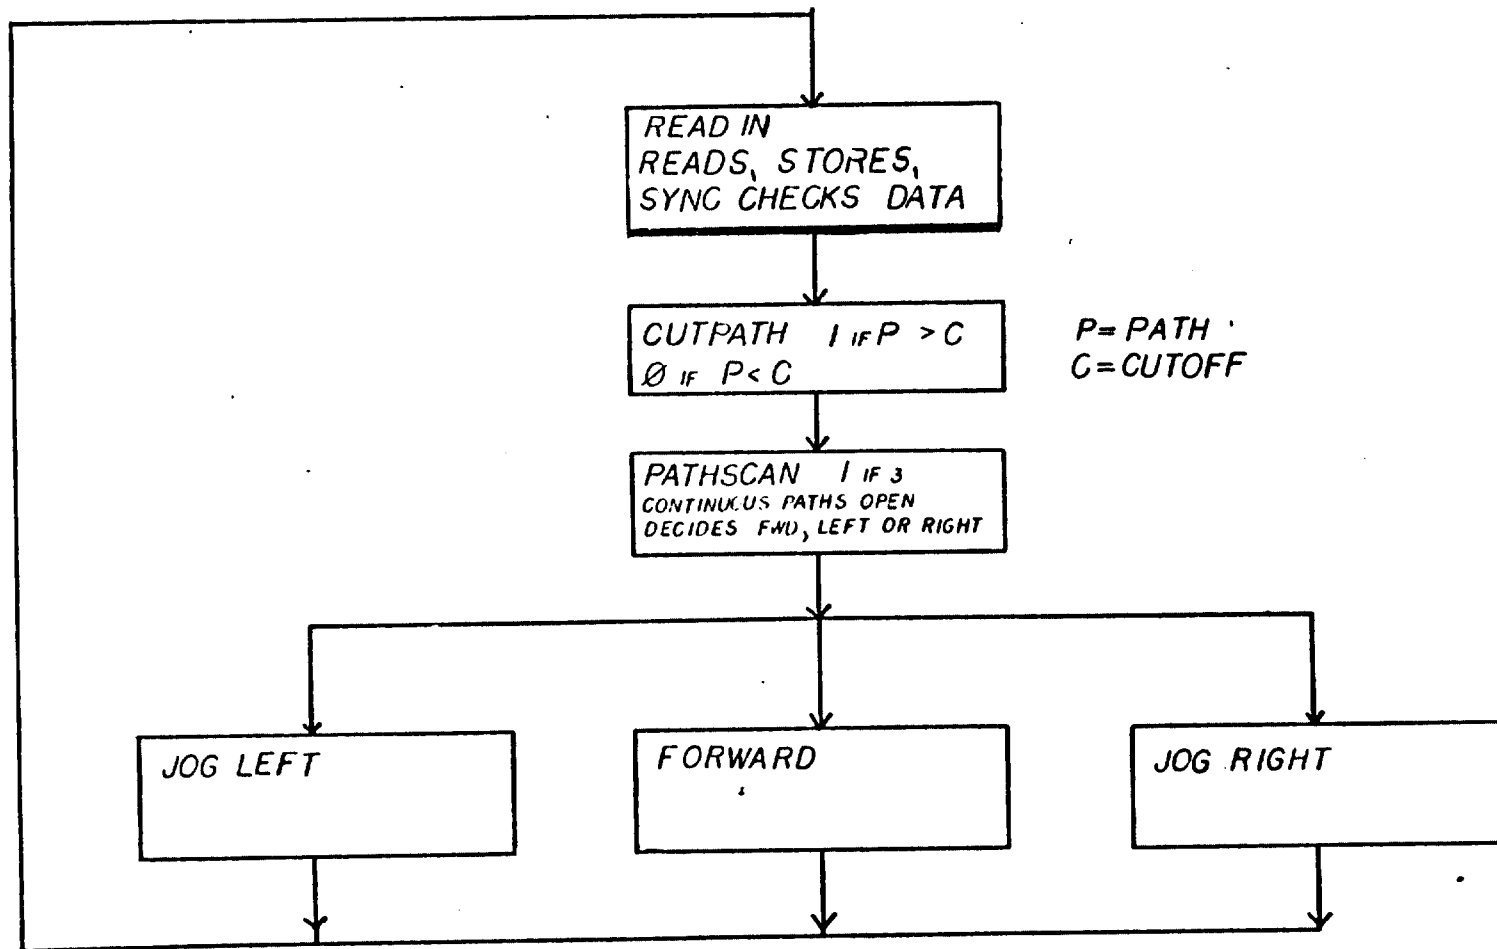 READ IN
READS, STORES,
SYNC CHECKS DATA
CUTPATH 1 IF P > C
Ø IF P < C
P = PATH
C = CUTOFF
PATHSCAN 1 IF 3
CONTINUOUS PATHS OPEN
DECIDES FWD, LEFT OR RIGHT
JOG LEFT
FORWARD
JOG RIGHT